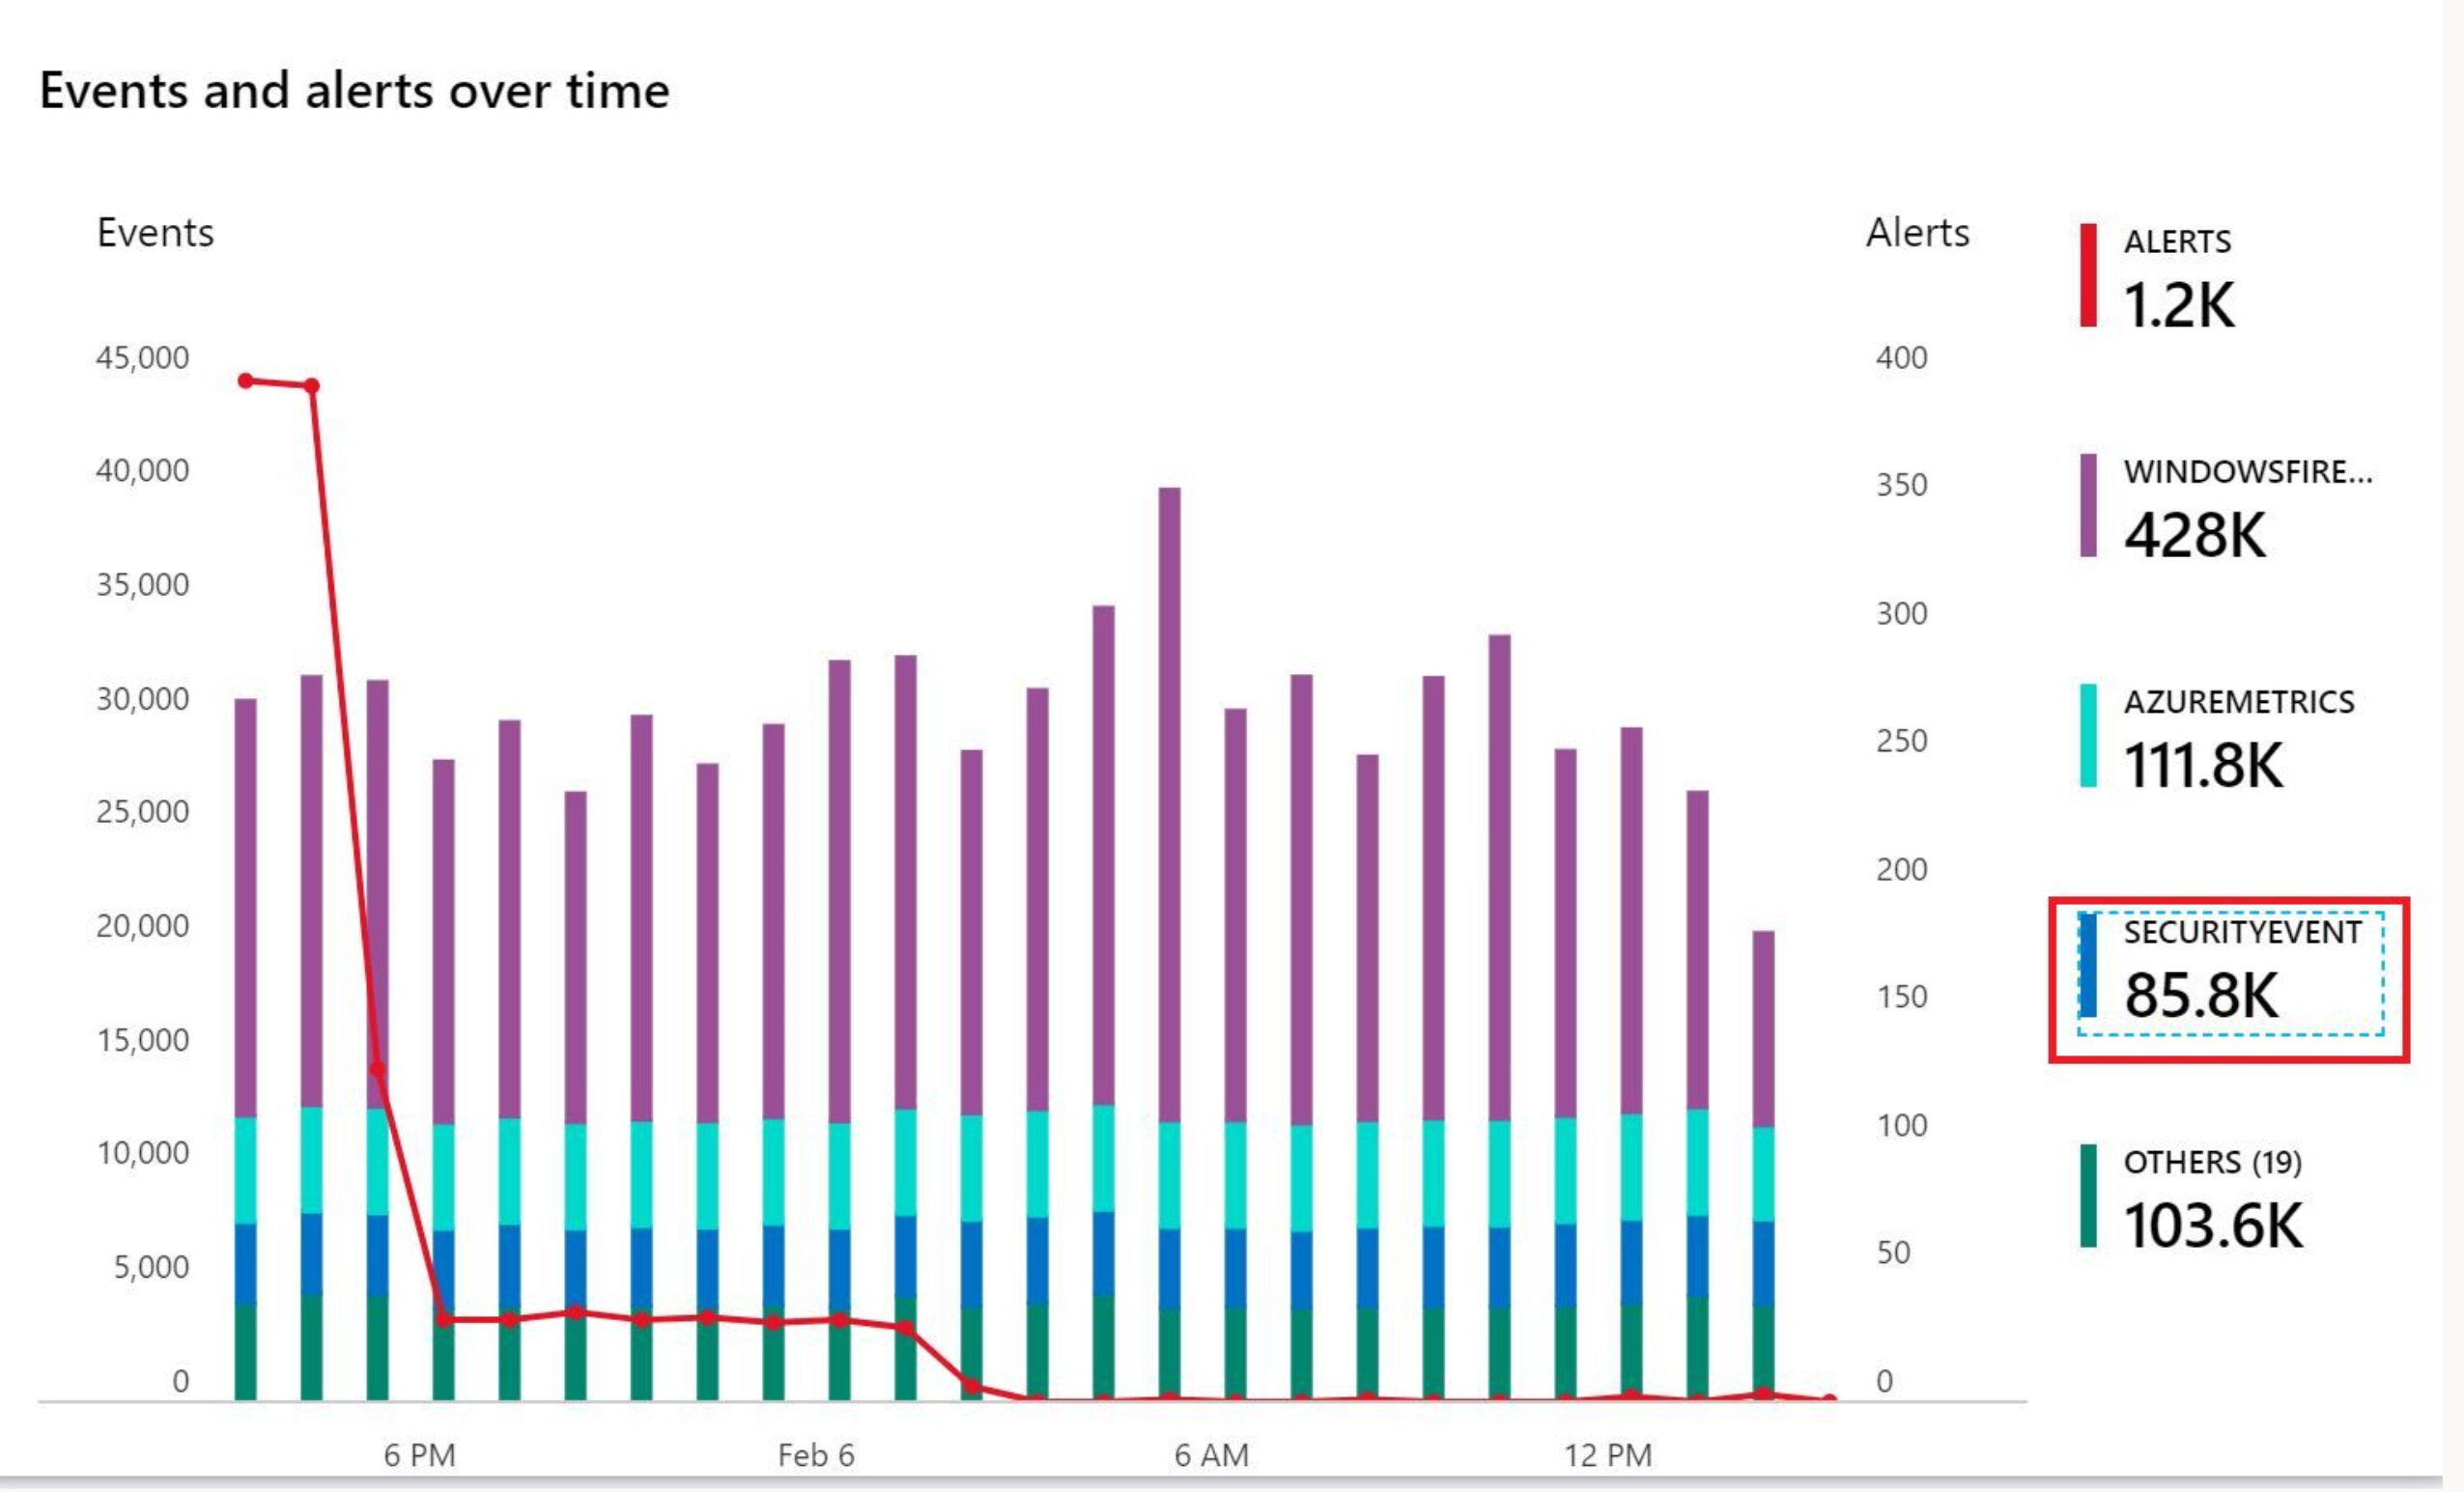 Events and alerts over time
Events
Alerts
45,000
40,000
35,000
30,000
25,000
20,000
15,000
10,000
5,000
0
400
350
300
250
200
150
100
50
0
6 PM
Feb 6
6 AM
12 PM
ALERTS
1.2K
WINDOWSFIRE...
428K
AZUREMETRICS
111.8K
SECURITYEVENT
85.8K
OTHERS (19)
103.6K